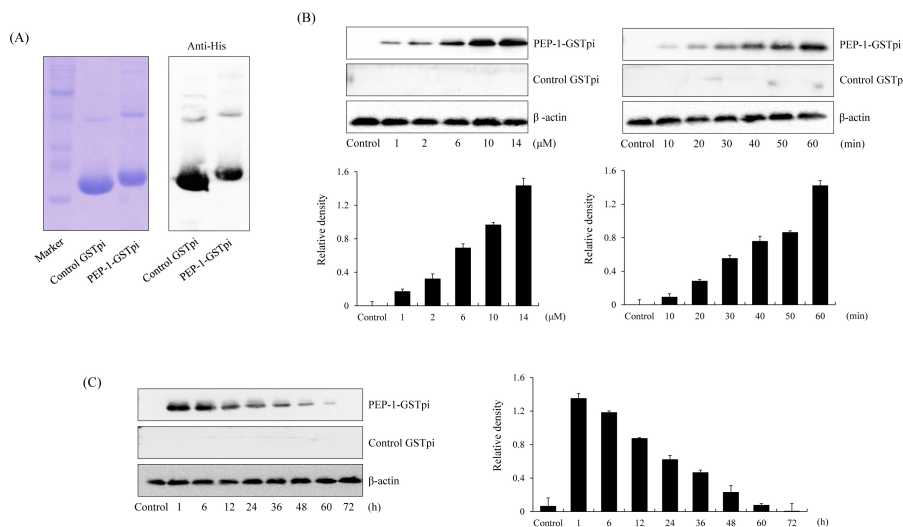 (A)
Anti-His
Marker
Control GSTpi
PEP-1-GSTpi
Control GSTpi
PEP-1-GSTpi
(B)
PEP-1-GSTpi
Control GSTpi
β-actin
Control 1 2 6 10 14 (μM)
PEP-1-GSTpi
Control GSTp
β-actin
Control 10 20 30 40 50 60 (min)
Relative density
1.6
1.2
0.8
0.4
0
Control 1 2 6 10 14 (μM)
Relative density
1.6
1.2
0.8
0.4
0
Control 10 20 30 40 50 60 (min)
(C)
PEP-1-GSTpi
Control GSTpi
β-actin
Control 1 6 12 24 36 48 60 72 (h)
Relative density
1.6
1.2
0.8
0.4
0
Control 1 6 12 24 36 48 60 72 (h)